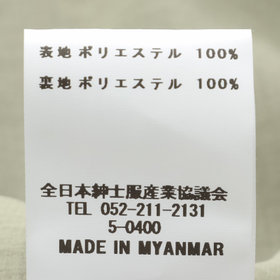 表地ポリエステル 100%
裏地ポリエステル 100%
全日本紳士服産業協議会
TEL 052-211-2131
5-0400
MADE IN MYANMAR